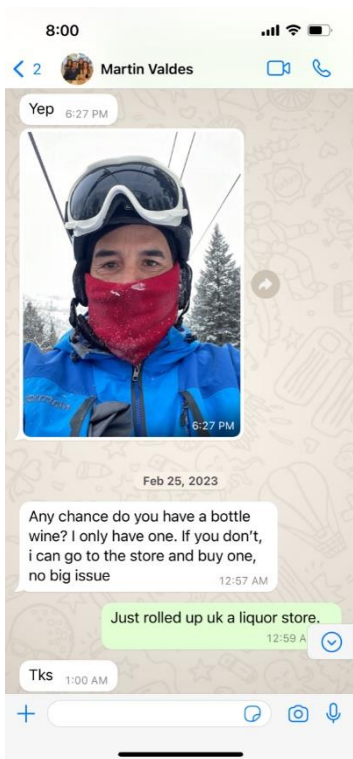 8:00
2
Martin Valdes
Yep 6:27 PM
6:27 PM
Feb 25, 2023
Any chance do you have a bottle
wine? I only have one. If you don't,
i can go to the store and buy one,
no big issue
12:57 AM
Just rolled up uk a liquor store.
12:59 A
Tks 1:00 AM